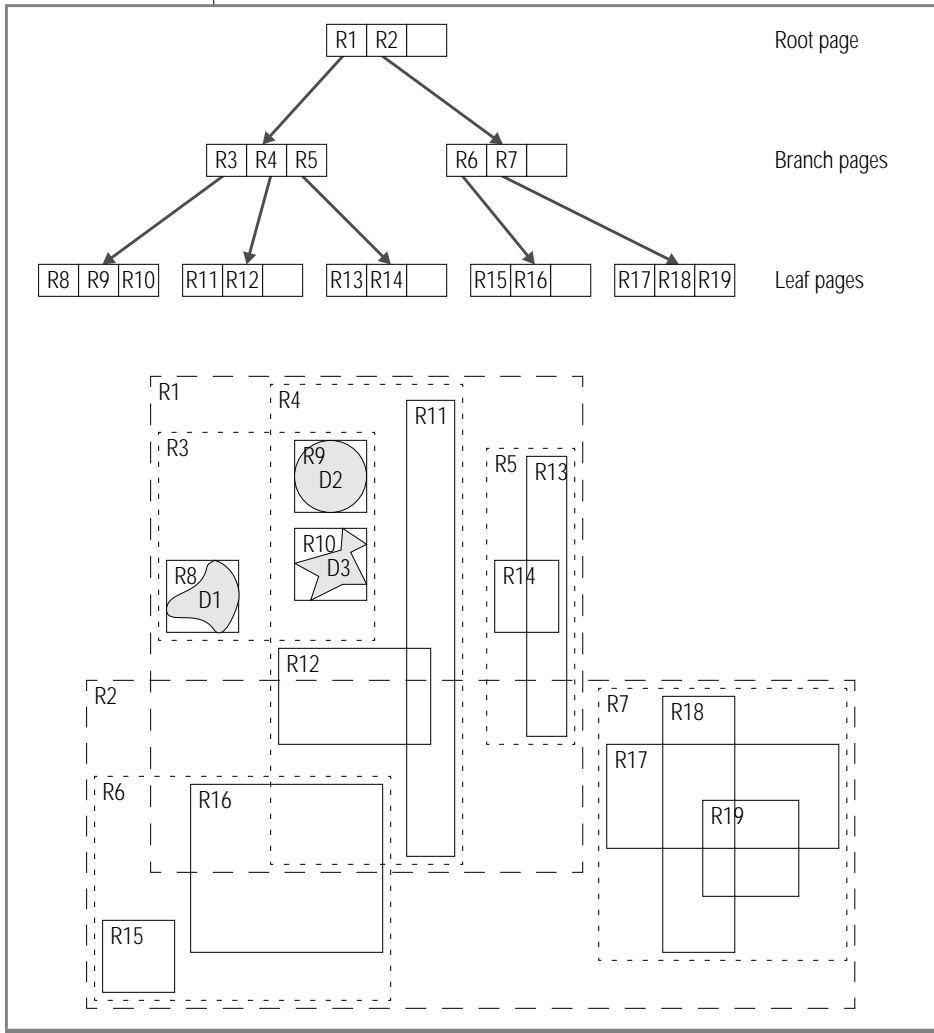 R1 R2 Root page
R3 R4 R5 R6 R7 Branch pages
R8 R9 R10 R11 R12 R13 R14 R15 R16 R17 R18 R19 Leaf pages
R1
R4
R11
R3
R9
R5
R13
D2
R10
D3
R8
R14
D1
R12
R2
R7
R18
R17
R6
R16
R19
R15